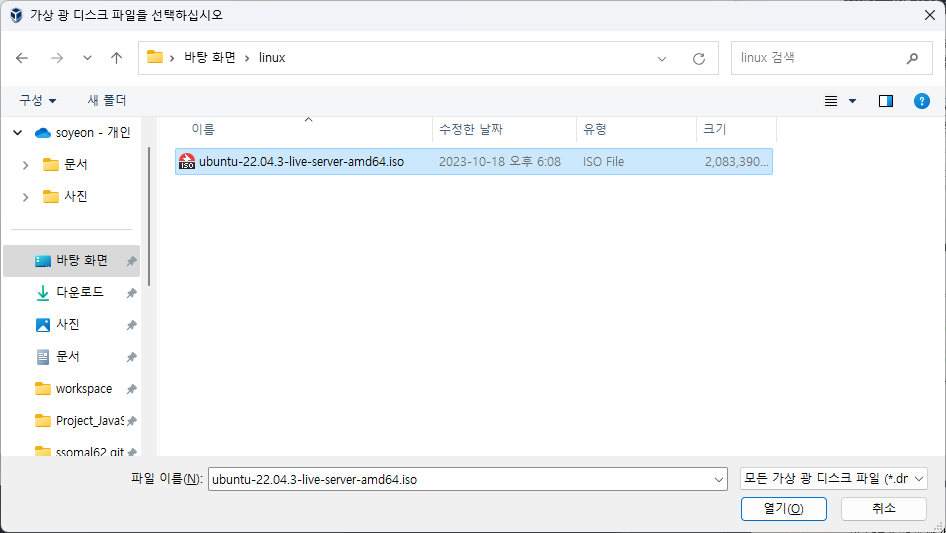 가상 광 디스크 파일을 선택하십시오
바탕 화면 › linux
linux 검색
구성
새 폴더
soyeon - 개인
문서
사진
바탕 화면
다운로드
사진
문서
workspace
Project_JavaS
ssomal62.git
이름 수정한 날짜 유형 크기
ISO
ubuntu-22.04.3-live-server-amd64.iso 2023-10-18 오후 6:08 ISO File 2,083,390...
파일 이름(N): ubuntu-22.04.3-live-server-amd64.iso 모든 가상 광 디스크 파일 (*.dm
열기(O) 취소